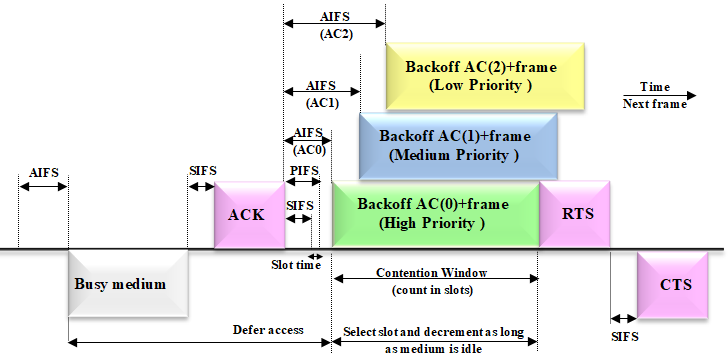 AIFS
(AC2)
Backoff AC(2)+frame
(Low Priority )
Time
Next frame
AIFS
(AC1)
Backoff AC(1)+frame
(Medium Priority )
AIFS
(AC0)
AIFS
SIFS
PIFS
SIFS
ACK
Backoff AC(0)+frame
(High Priority )
RTS
Slot time
Busy medium
Contention Window
(count in slots)
CTS
SIFS
Defer access
Select slot and decrement as long
as medium is idle